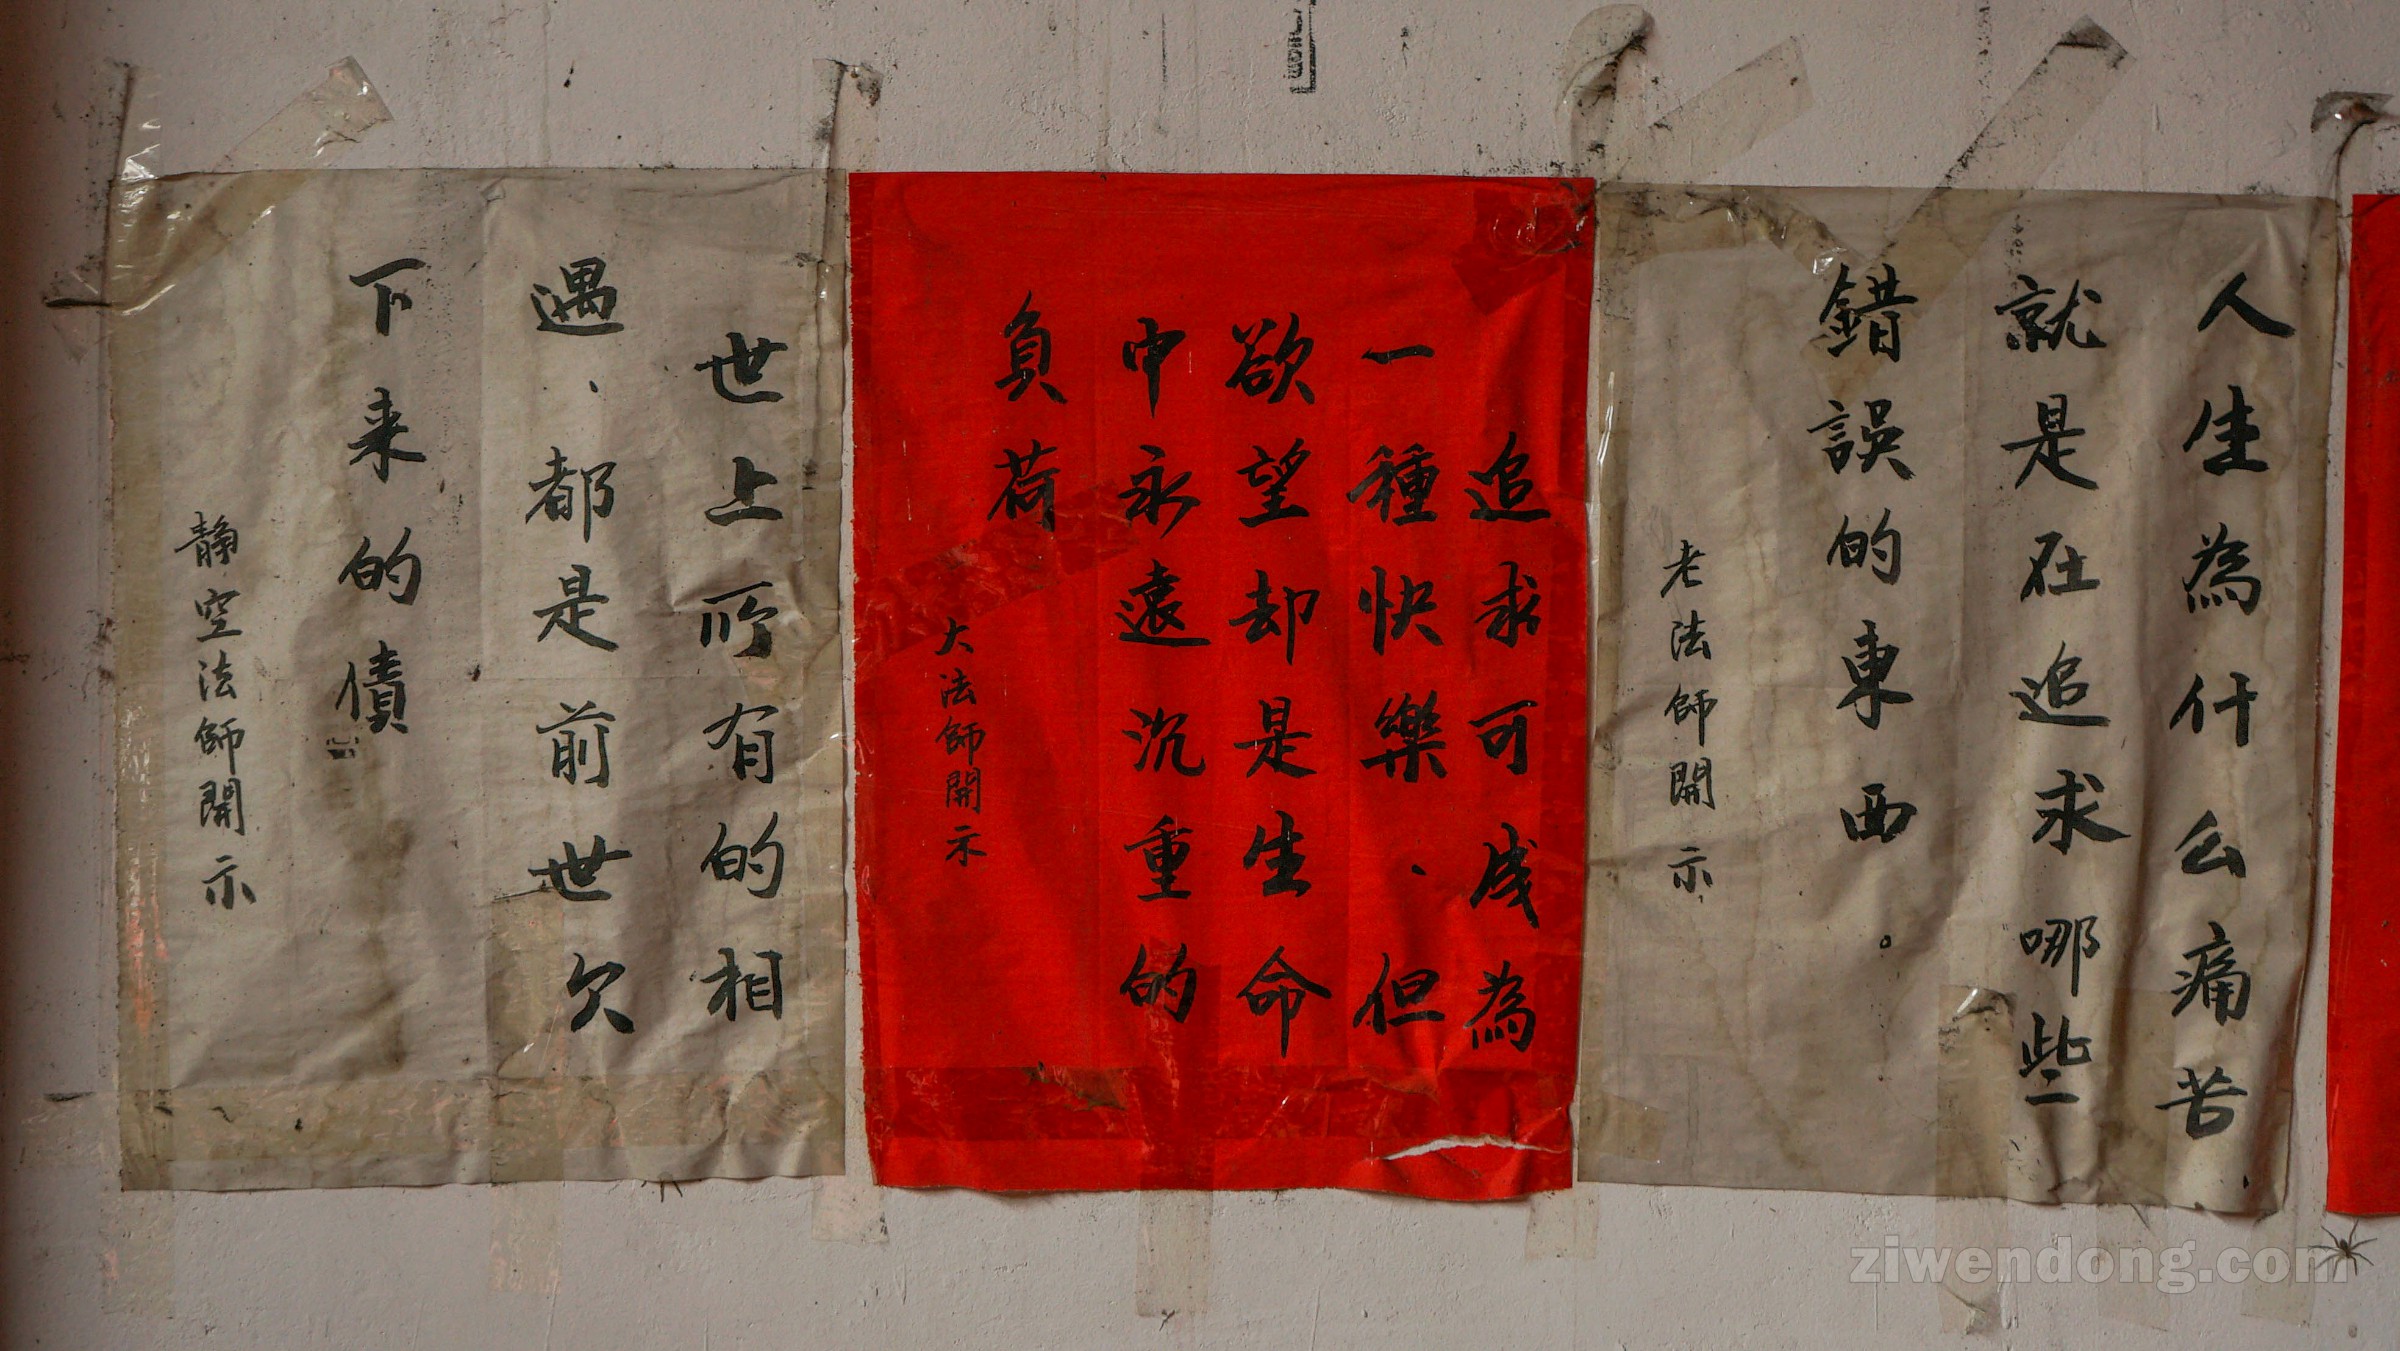 人生為什么痛苦、
就是在追求哪些
錯誤的東西。
老法師開示
追求可成為
一種快樂、但
欲望却是生命
中永遠沉重的
負荷
大法師開示
世上所有的相
遇、都是前世欠
下来的債
靜空法師開示
ziwendong.com